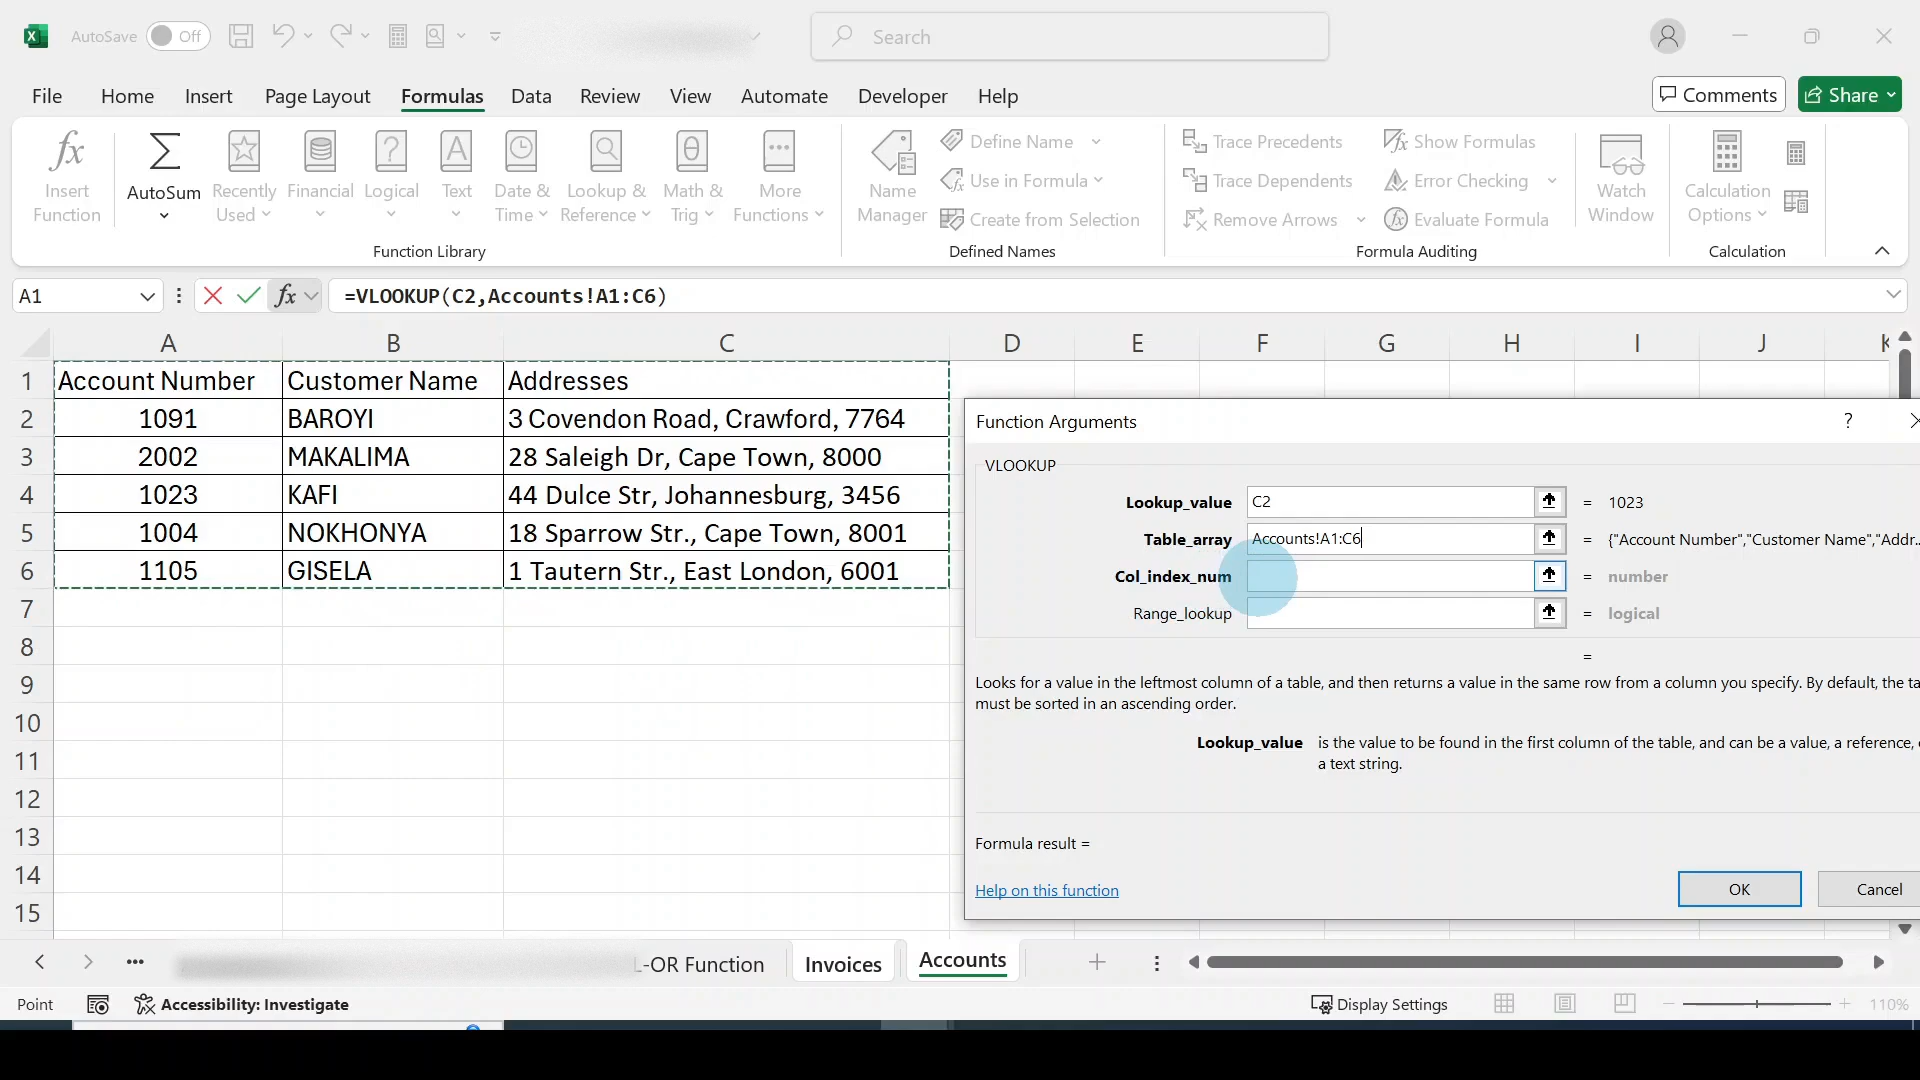 AutoSave Off
Search
File Home Insert Page Layout Formulas Data Review View Automate Developer Help Comments Share
Insert Function AutoSum Recently Used Financial Logical Text Date & Time Lookup & Reference Math & Trig More Functions
Name Manager Define Name Use in Formula Create from Selection
Trace Precedents Show Formulas
Trace Dependents Error Checking
Remove Arrows Evaluate Formula
Watch Window Calculation Options
Function Library Defined Names Formula Auditing Calculation
A1 fx =VLOOKUP(C2,Accounts!A1:C6)
A B C D E F G H I J K
1 Account Number Customer Name Addresses
2 1091 BAROYI 3 Covendon Road, Crawford, 7764
3 2002 MAKALIMA 28 Saleigh Dr, Cape Town, 8000
4 1023 KAFI 44 Dulce Str, Johannesburg, 3456
5 1004 NOKHONYA 18 Sparrow Str., Cape Town, 8001
6 1105 GISELA 1 Tautern Str., East London, 6001
7
8
9
10
11
12
13
14
15
Function Arguments ?
VLOOKUP
Lookup_value C2 = 1023
Table_array Accounts!A1:C6 = {"Account Number","Customer Name","Addr...
Col_index_num = number
Range_lookup = logical
=
Looks for a value in the leftmost column of a table, and then returns a value in the same row from a column you specify. By default, the ta
must be sorted in an ascending order.
Lookup_value is the value to be found in the first column of the table, and can be a value, a reference,
a text string.
Formula result =
Help on this function
OK Cancel
L-OR Function Invoices Accounts
Point Accessibility: Investigate Display Settings 110%